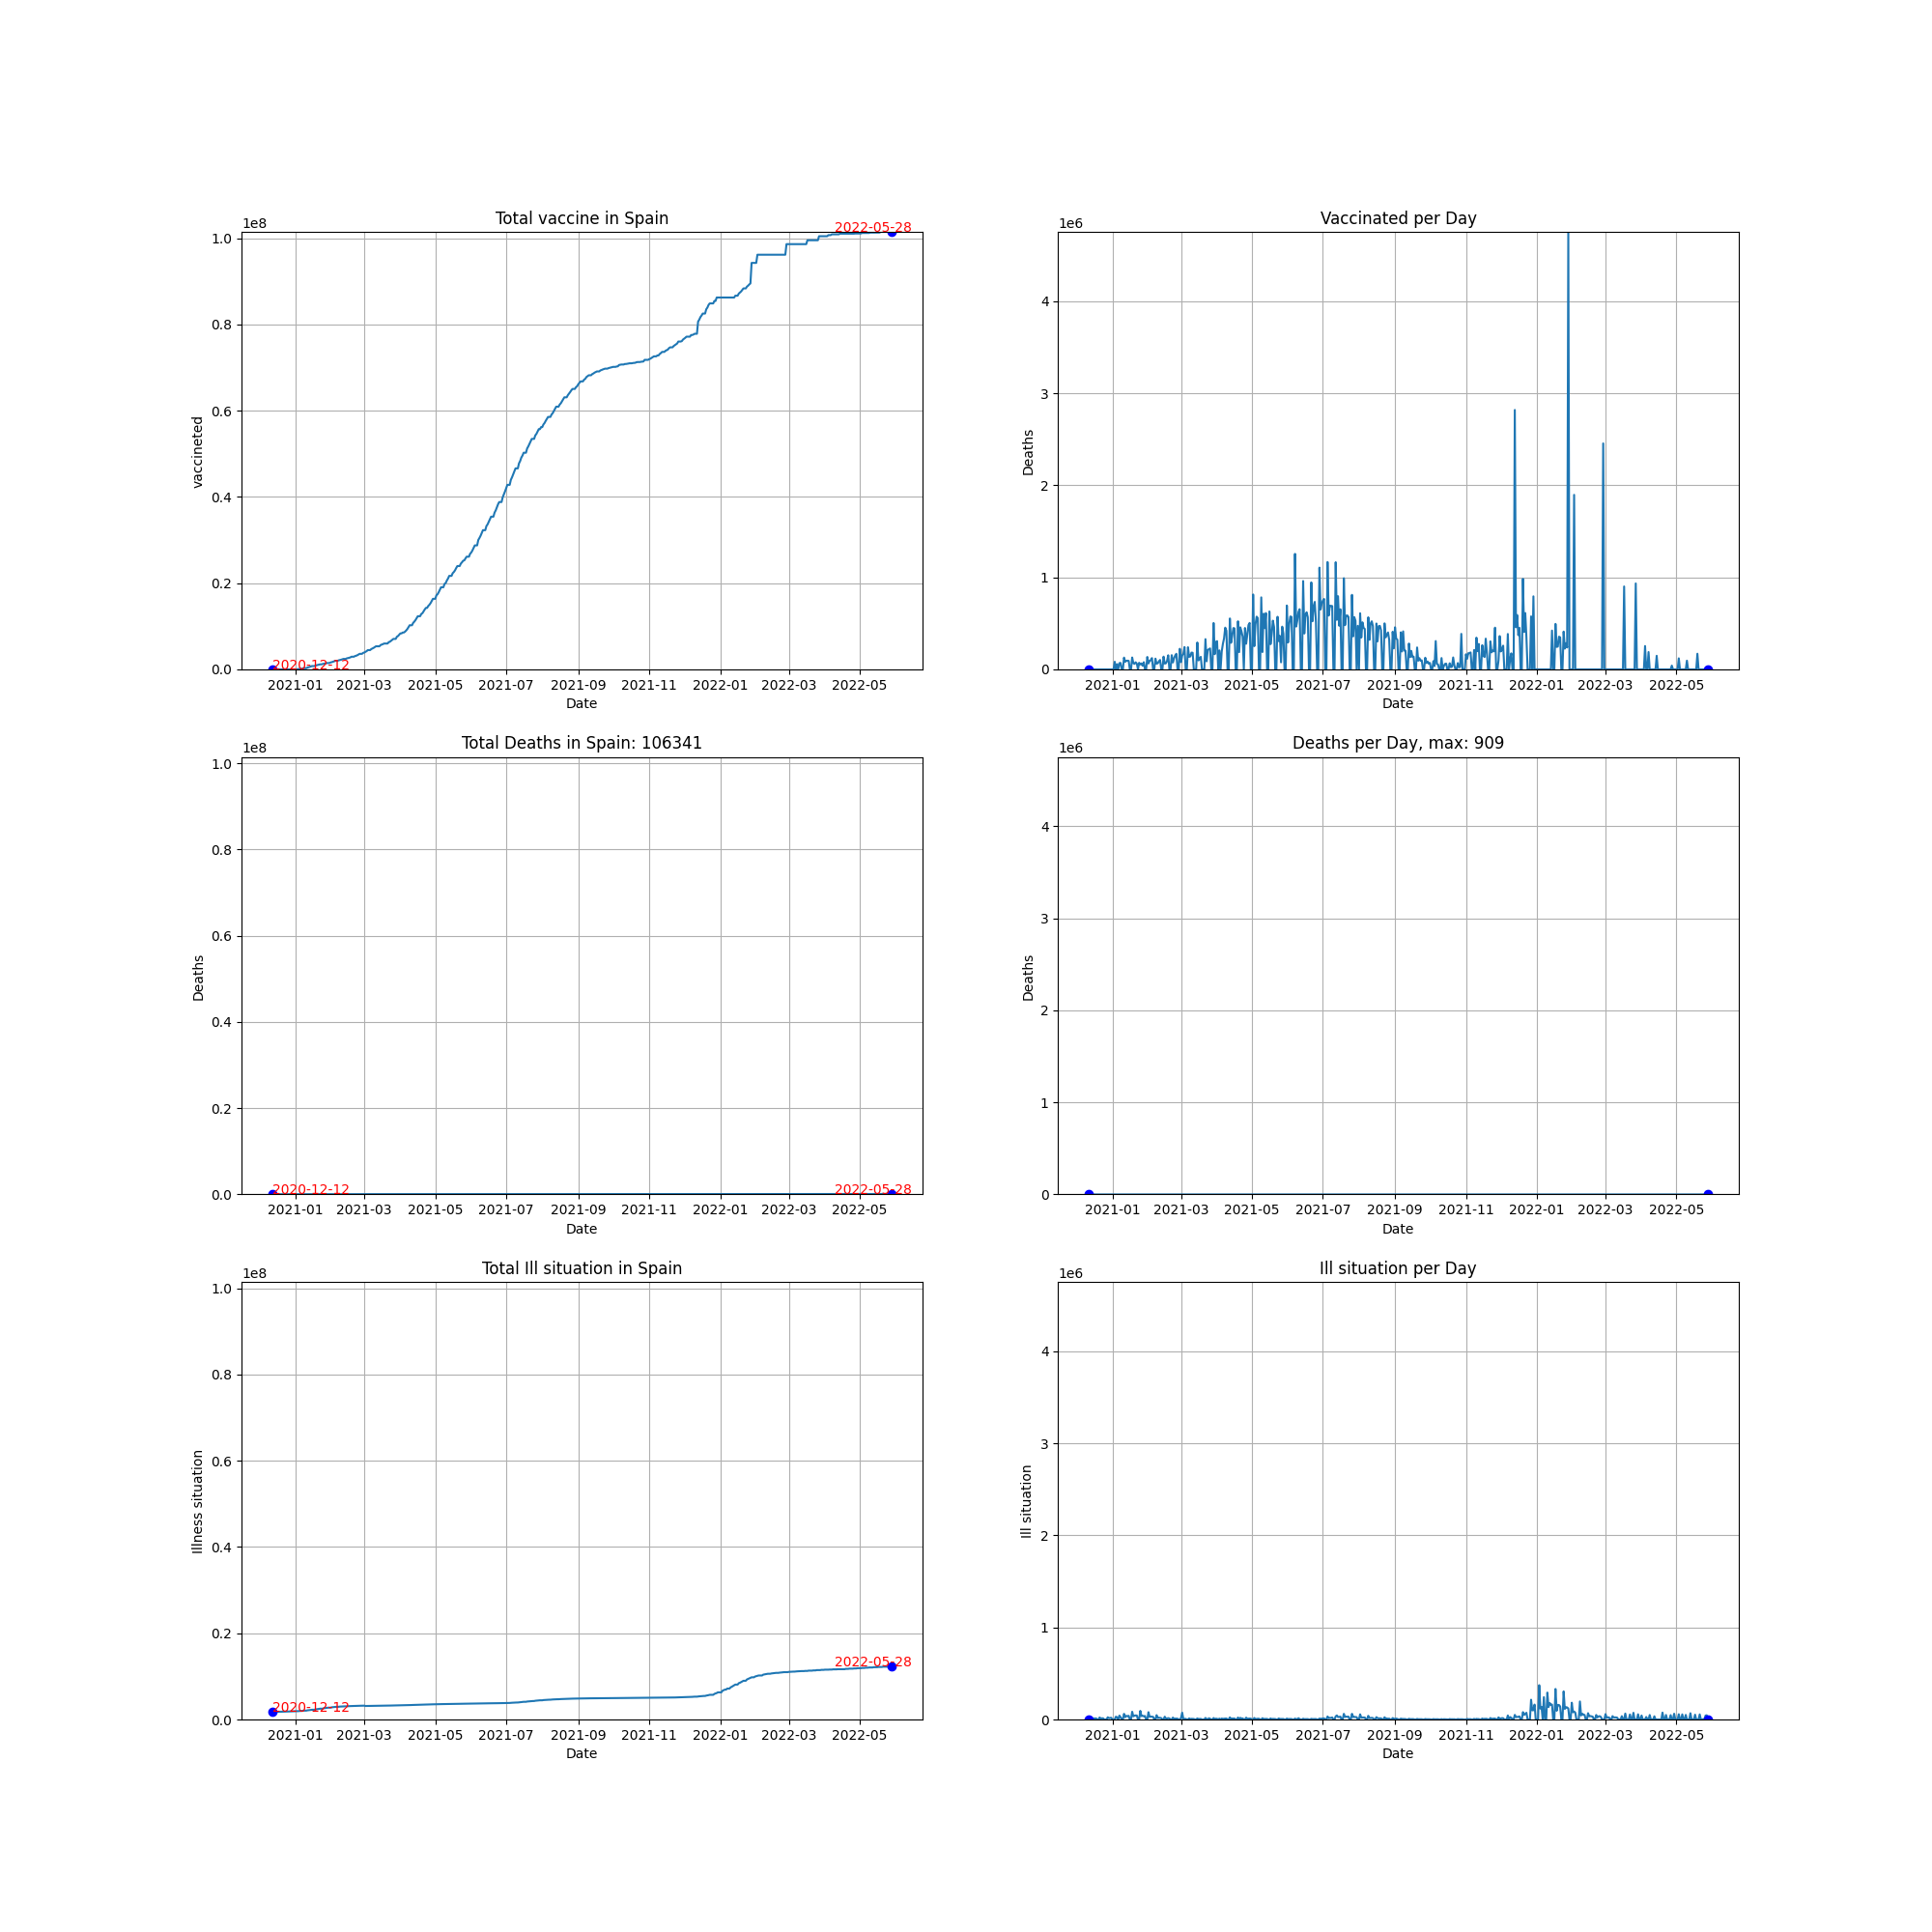 Total vaccine in Spain
1e8
1.0
0.8
0.6
0.4
0.2
0.0
vaccineted
2020-12-12
2022-05-28
2021-01 2021-03 2021-05 2021-07 2021-09 2021-11 2022-01 2022-03 2022-05
Date
Vaccinated per Day
1e6
4
3
2
1
0
Deaths
2021-01 2021-03 2021-05 2021-07 2021-09 2021-11 2022-01 2022-03 2022-05
Date
Total Deaths in Spain: 106341
1e8
1.0
0.8
0.6
0.4
0.2
0.0
Deaths
2020-12-12
2022-05-28
2021-01 2021-03 2021-05 2021-07 2021-09 2021-11 2022-01 2022-03 2022-05
Date
Deaths per Day, max: 909
1e6
4
3
2
1
0
Deaths
2021-01 2021-03 2021-05 2021-07 2021-09 2021-11 2022-01 2022-03 2022-05
Date
Total Ill situation in Spain
1e8
1.0
0.8
0.6
0.4
0.2
0.0
Illness situation
2020-12-12
2022-05-28
2021-01 2021-03 2021-05 2021-07 2021-09 2021-11 2022-01 2022-03 2022-05
Date
Ill situation per Day
1e6
4
3
2
1
0
Ill situation
2021-01 2021-03 2021-05 2021-07 2021-09 2021-11 2022-01 2022-03 2022-05
Date